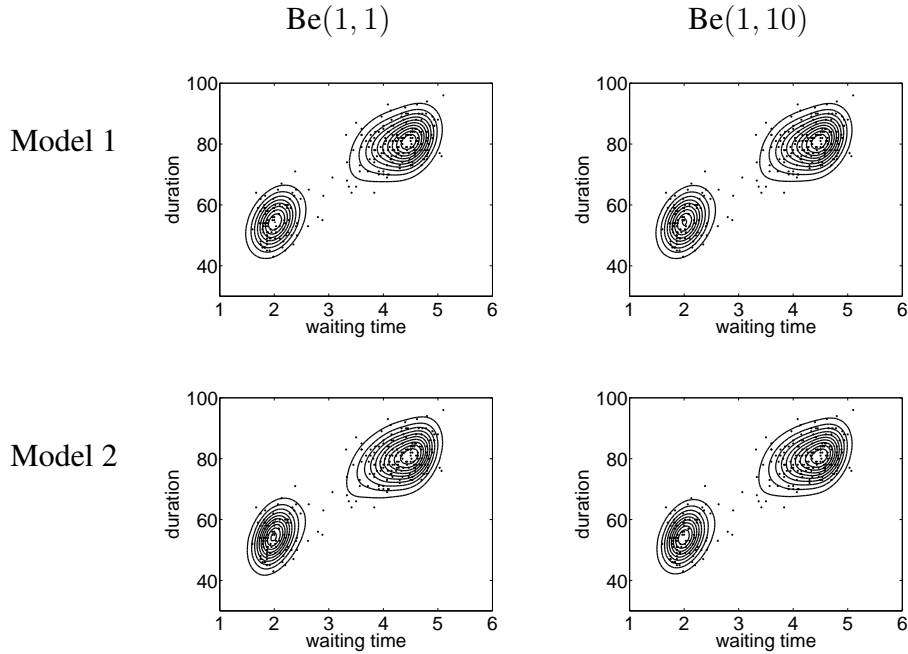 Be(1, 1)
Be(1, 10)
Model 1
100
80
60
40
duration
1 2 3 4 5 6
waiting time
100
80
60
40
duration
1 2 3 4 5 6
waiting time
Model 2
100
80
60
40
duration
1 2 3 4 5 6
waiting time
100
80
60
40
duration
1 2 3 4 5 6
waiting time